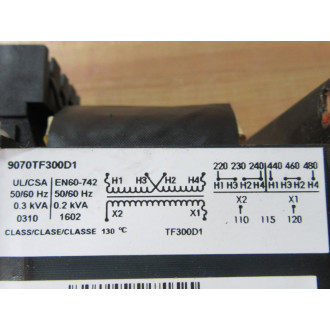 9070TF300D1
UL/CSA EN60-742
50/60 Hz 50/60 Hz
0.3 kVA 0.2 kVA
0310 1602
CLASS/CLASE/CLASSE 130 °C
H1 H3 H2 H4
X2 X1
TF300D1
220 230 240 440 460 480
H1 H3 H2 H4 H1 H3 H2 H4
X2 X1
110 115 120